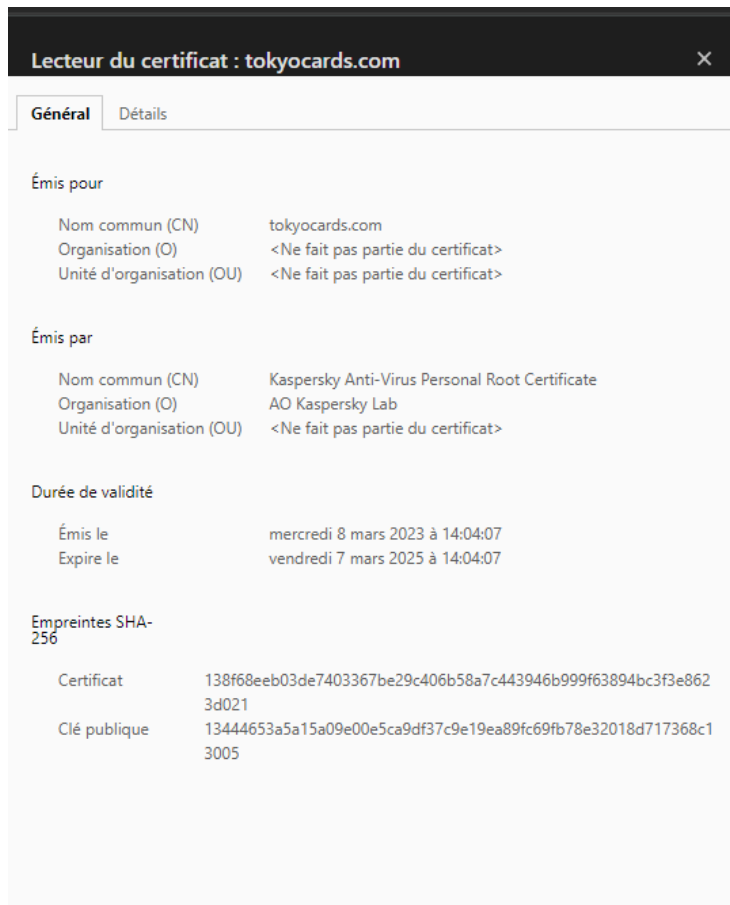 Lecteur du certificat : tokyocards.com
Général Détails
Émis pour
Nom commun (CN) tokyocards.com
Organisation (O) <Ne fait pas partie du certificat>
Unité d'organisation (OU) <Ne fait pas partie du certificat>
Émis par
Nom commun (CN) Kaspersky Anti-Virus Personal Root Certificate
Organisation (O) AO Kaspersky Lab
Unité d'organisation (OU) <Ne fait pas partie du certificat>
Durée de validité
Émis le mercredi 8 mars 2023 à 14:04:07
Expire le vendredi 7 mars 2025 à 14:04:07
Empreintes SHA-
256
Certificat 138f68eeb03de7403367be29c406b58a7c443946b999f63894bc3f3e862
3d021
Clé publique 13444653a5a15a09e00e5ca9df37c9e19ea89fc69fb78e32018d717368c1
3005